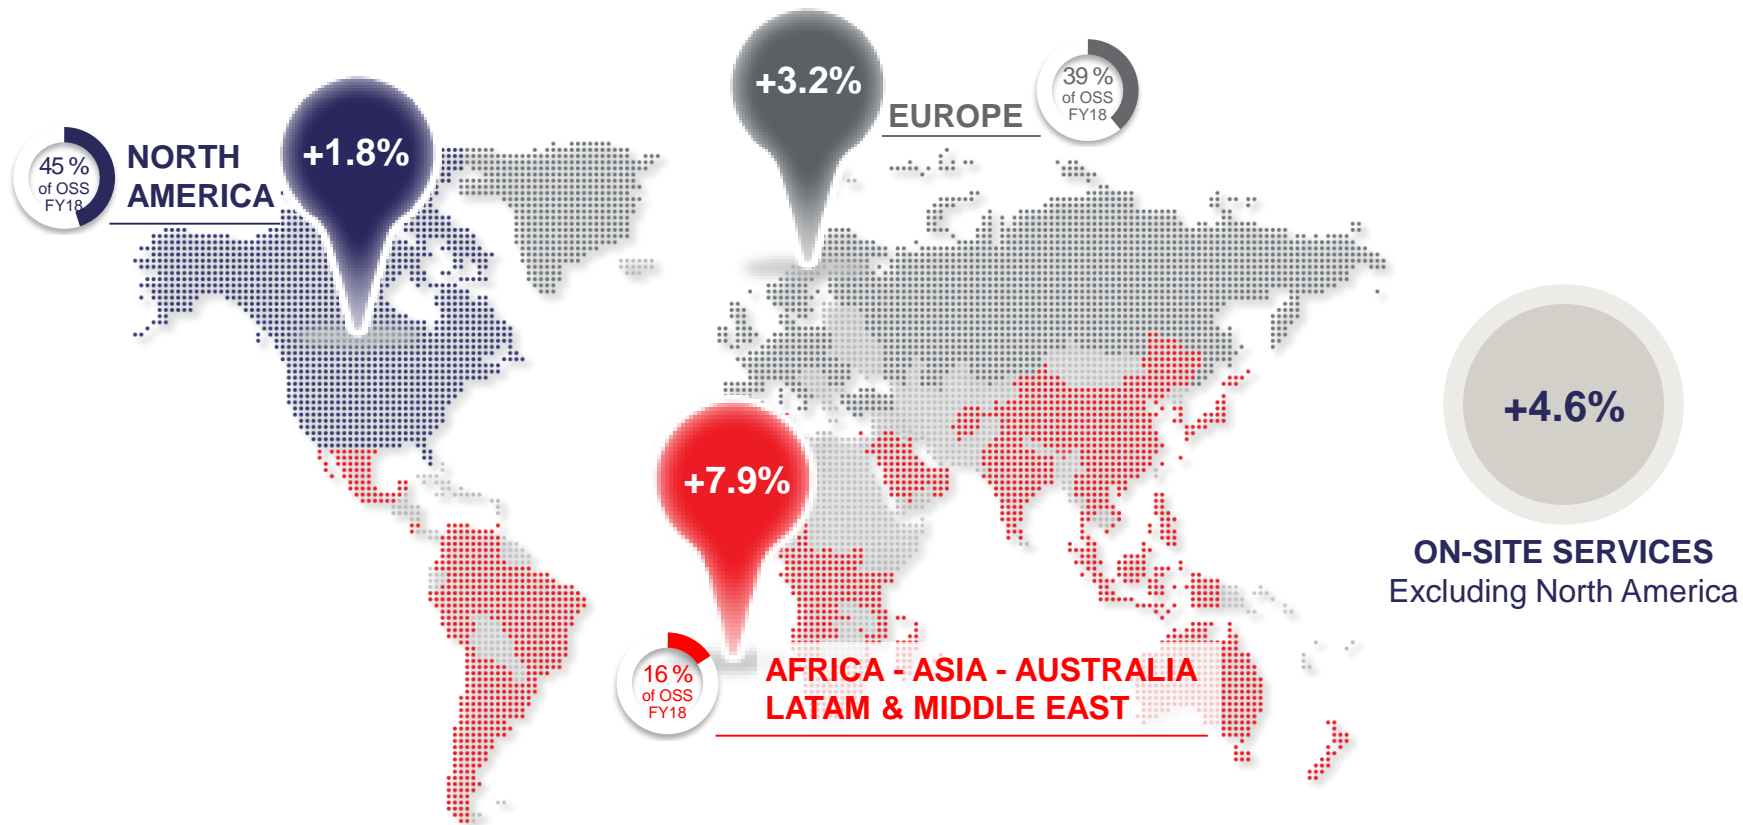 +3.2%
39 %
of OSS
FY18
EUROPE
+1.8%
45 %
of OSS
FY18
NORTH
AMERICA
+4.6%
ON-SITE SERVICES
Excluding North America
+7.9%
16 %
of OSS
FY18
AFRICA - ASIA - AUSTRALIA
LATAM & MIDDLE EAST